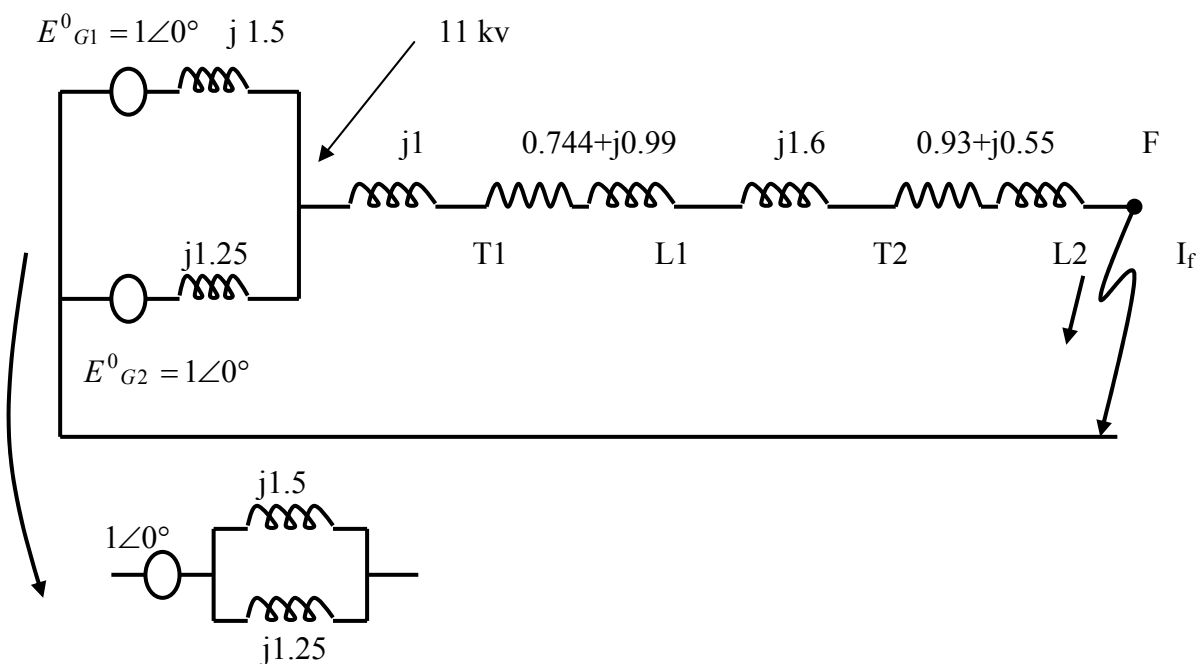 E⁰G1 = 1∠0° j 1.5 11 kv
j1 0.744+j0.99 j1.6 0.93+j0.55 F
j1.25 T1 L1 T2 L2 If
E⁰G2 = 1∠0°
j1.5
1∠0°
j1.25